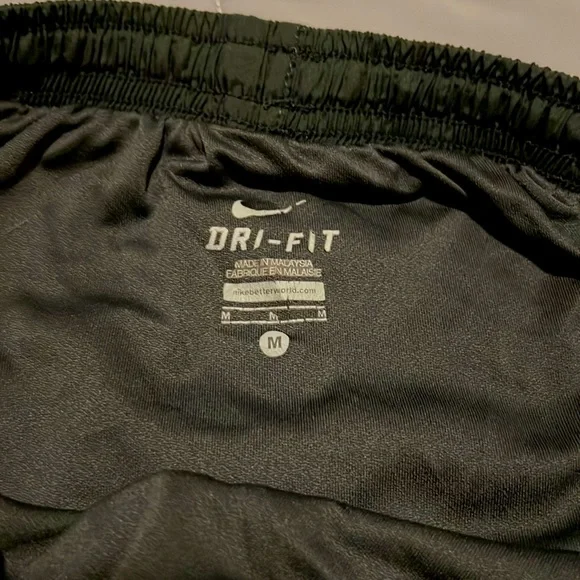 DRI-FIT
MADE IN MALAYSIA
FABRIQUE EN MALAISIE
nikebetterworld.com
M M M
M